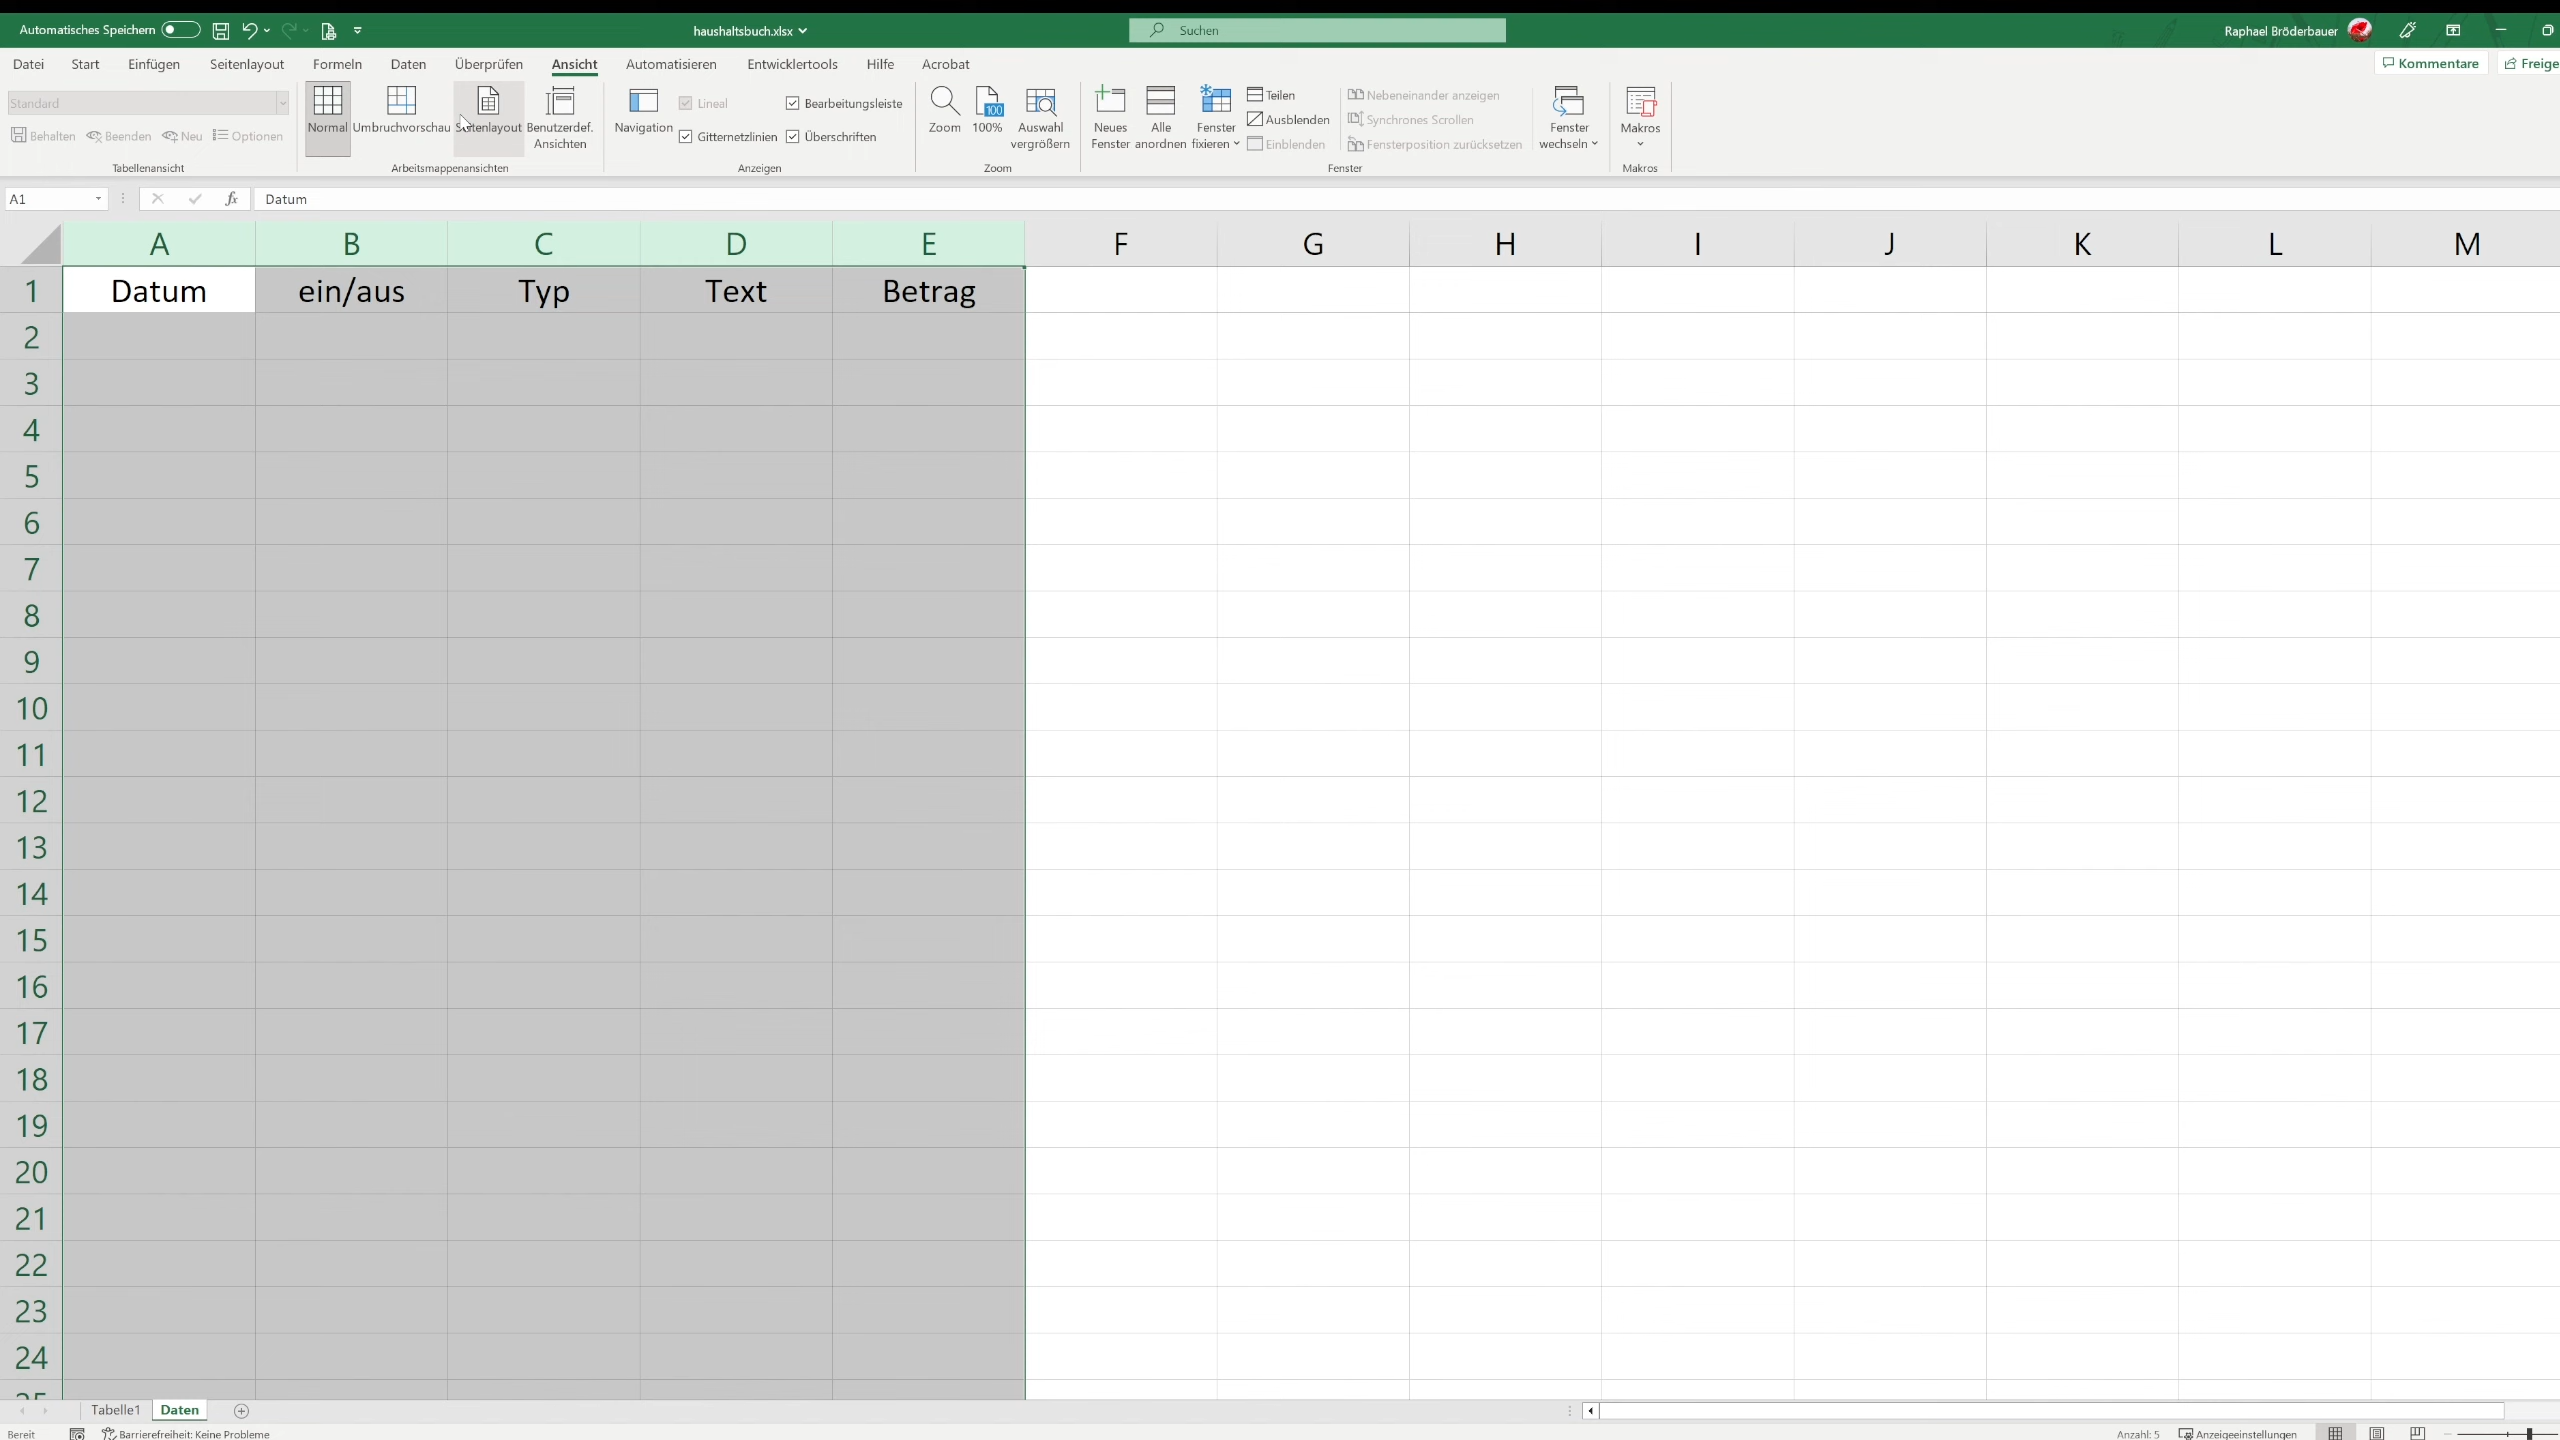 Automatisches Speichern haushaltsbuch.xlsx Suchen Raphael Bröderbauer
Datei Start Einfügen Seitenlayout Formeln Daten Überprüfen Ansicht Automatisieren Entwicklertools Hilfe Acrobat Kommentare Freige
Standard
Behalten Beenden Neu Optionen
Tabellenansicht
Normal Umbruchvorschau Seitenlayout Benutzerdef. Ansichten
Arbeitsmappenansichten
Navigation Lineal Bearbeitungsleiste
Gitternetzlinien Überschriften
Anzeigen
Zoom 100% Auswahl vergrößern
Zoom
Neues Fenster Alle anordnen Fenster fixieren
Teilen
Ausblenden
Einblenden
Nebeneinander anzeigen
Synchrones Scrollen
Fensterposition zurücksetzen
Fenster wechseln
Fenster
Makros
Makros
A1 fx Datum
A B C D E F G H I J K L M
1 Datum ein/aus Typ Text Betrag
2
3
4
5
6
7
8
9
10
11
12
13
14
15
16
17
18
19
20
21
22
23
24
25
Tabelle1 Daten
Bereit Barrierefreiheit: Keine Probleme Anzahl: 5 Anzeigeeinstellungen